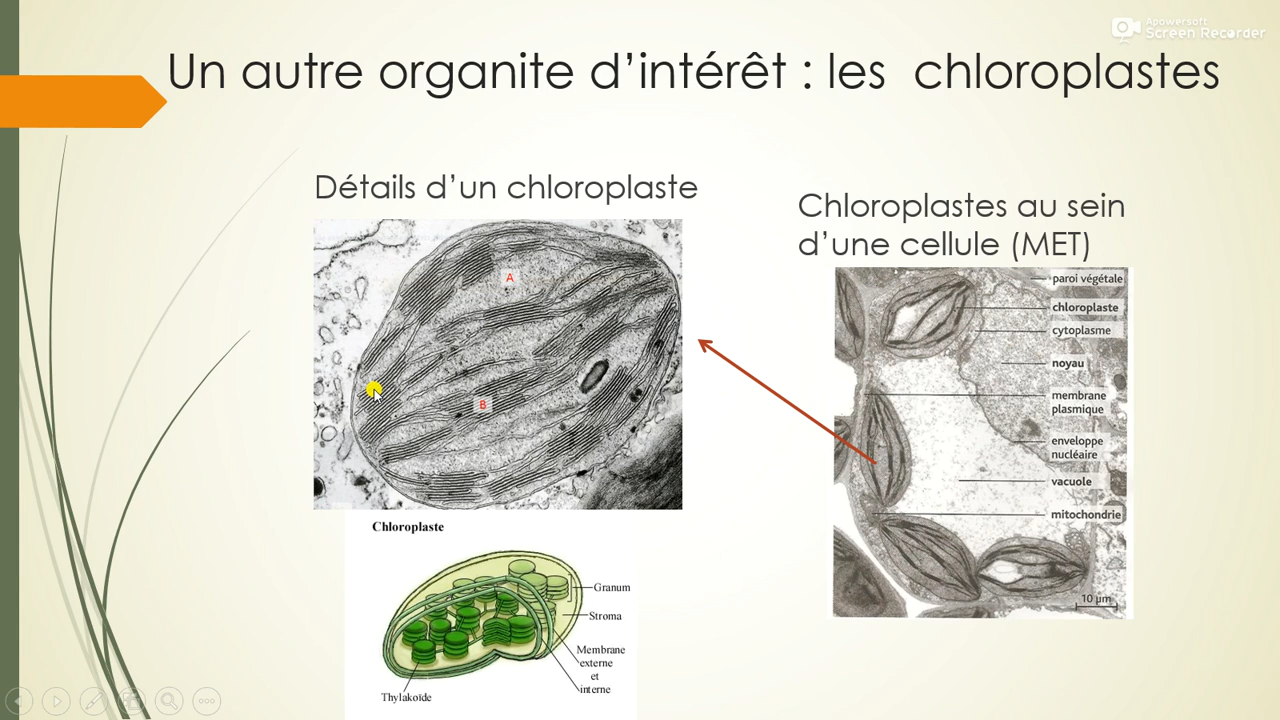 Apowersoft
Screen Recorder
Un autre organite d’intérêt : les chloroplastes
Détails d’un chloroplaste
A
B
Chloroplaste
Granum
Stroma
Membrane
externe
et
interne
Thylakoïde
Chloroplastes au sein
d’une cellule (MET)
paroi végétale
chloroplaste
cytoplasme
noyau
membrane
plasmique
enveloppe
nucléaire
vacuole
mitochondrie
10 µm